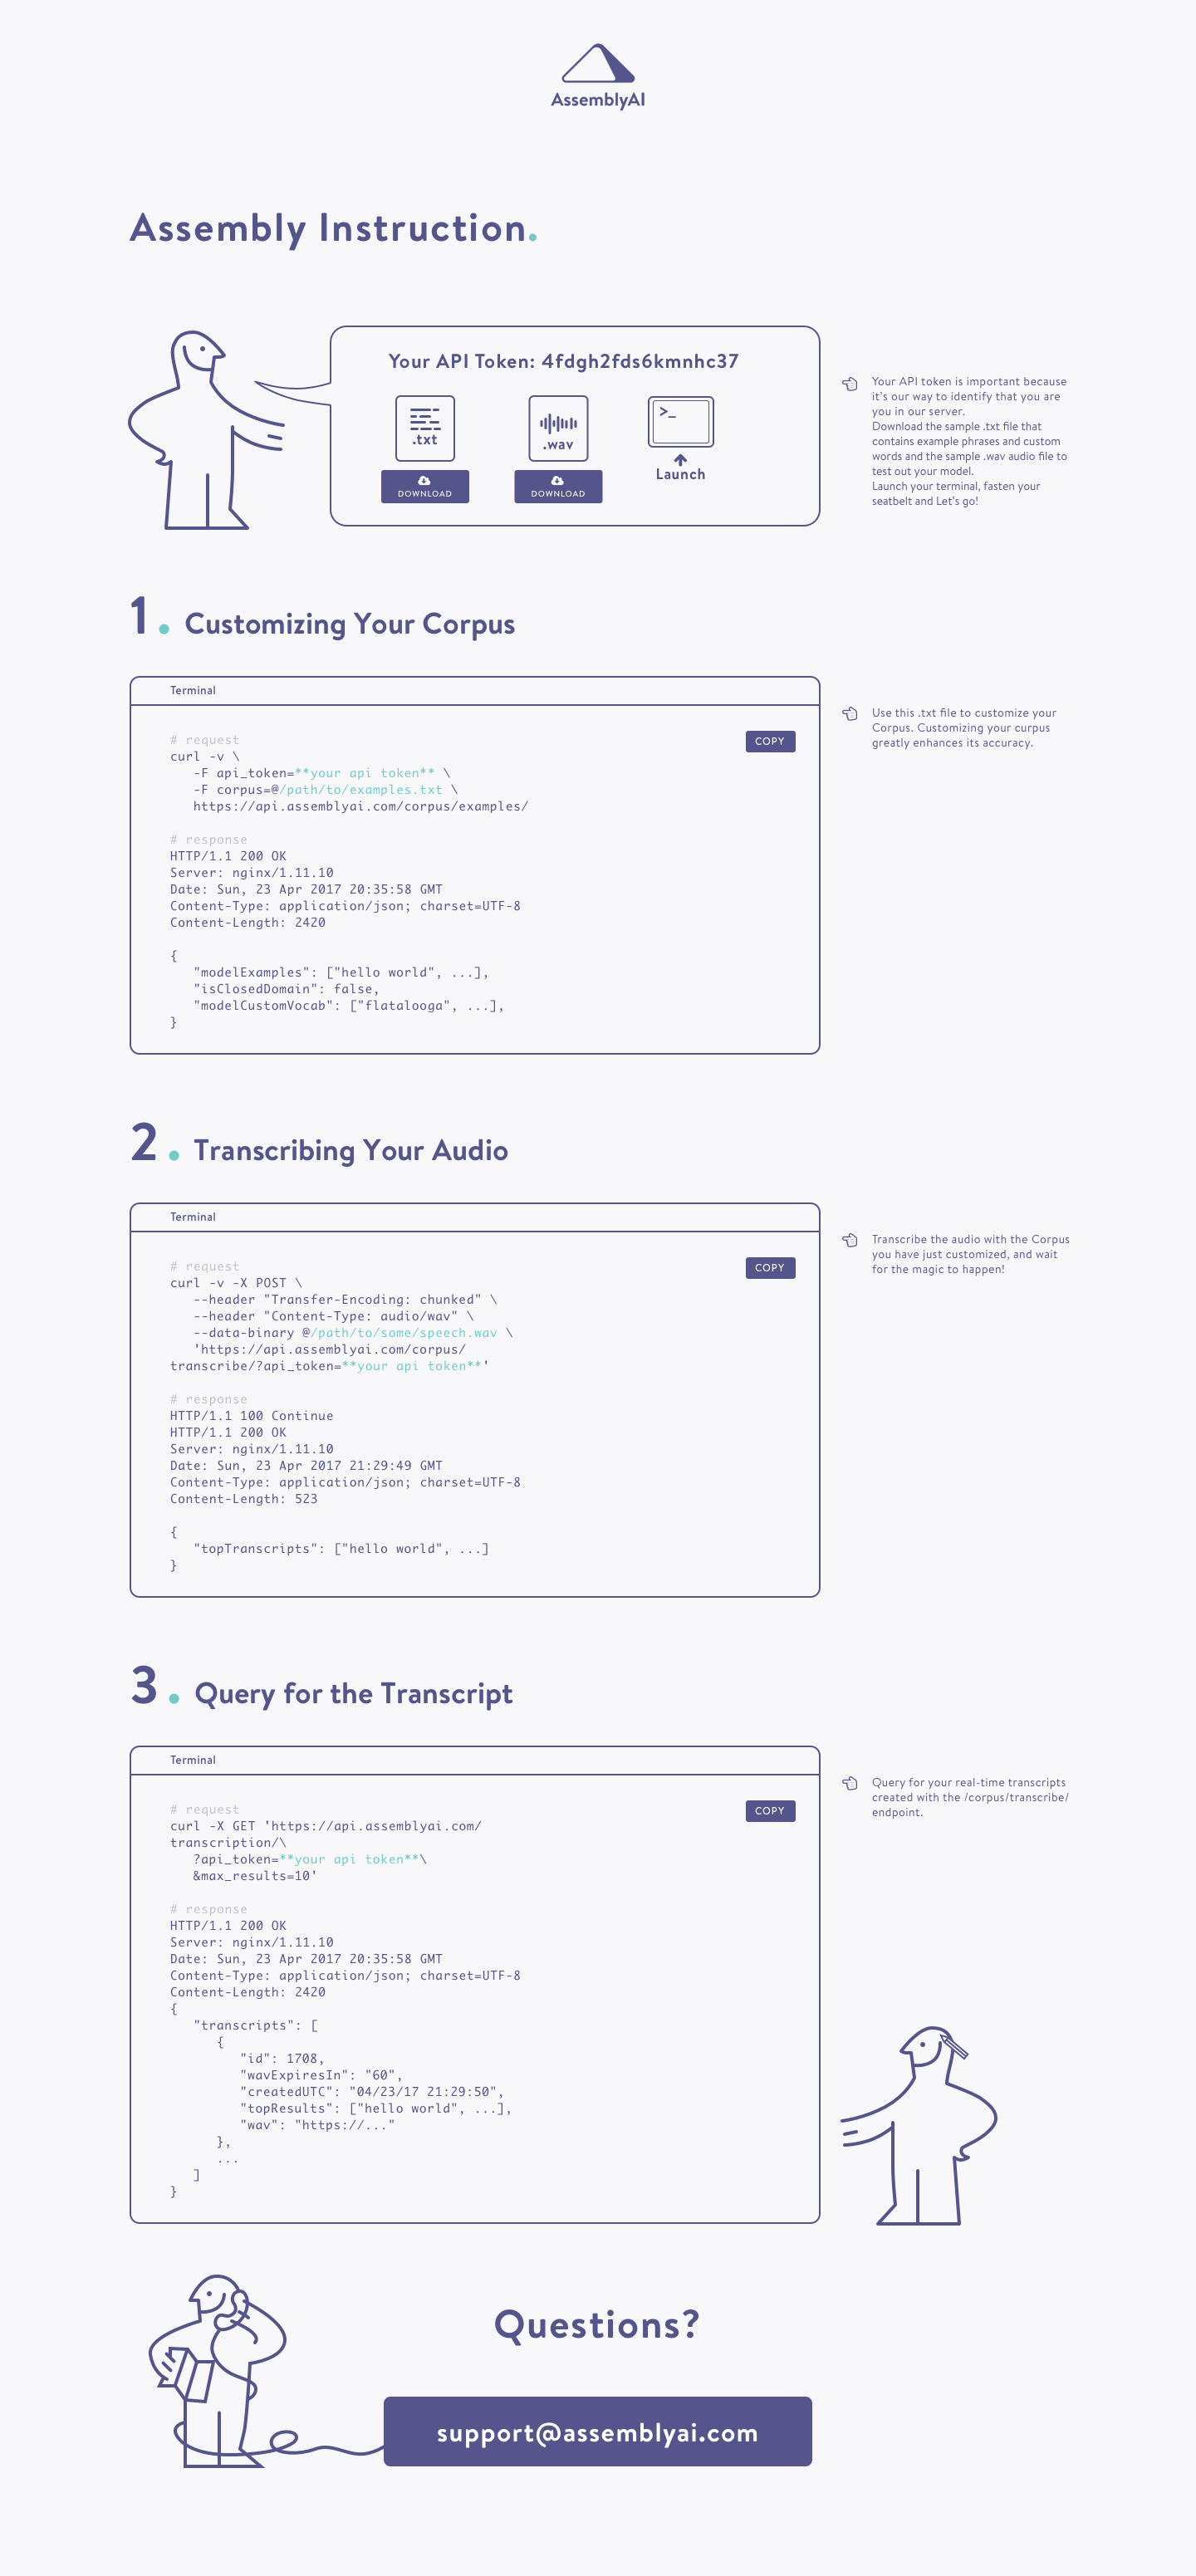 AssemblyAI
Assembly Instruction.
Your API Token: 4fdgh2fds6kmnhc37
.txt
.wav
>_
DOWNLOAD
DOWNLOAD
Launch
Your API token is important because
it's our way to identify that you are
you in our server.
Download the sample .txt file that
contains example phrases and custom
words and the sample .wav audio file to
test out your model.
Launch your terminal, fasten your
seatbelt and Let's go!
1. Customizing Your Corpus
Terminal
COPY
# request
curl -v \
   -F api_token=**your api token** \
   -F corpus=@/path/to/examples.txt \
   https://api.assemblyai.com/corpus/examples/
# response
HTTP/1.1 200 OK
Server: nginx/1.11.10
Date: Sun, 23 Apr 2017 20:35:58 GMT
Content-Type: application/json; charset=UTF-8
Content-Length: 2420
{
   "modelExamples": ["hello world", ...],
   "isClosedDomain": false,
   "modelCustomVocab": ["flatalooga", ...],
}
Use this .txt file to customize your
Corpus. Customizing your curpus
greatly enhances its accuracy.
2. Transcribing Your Audio
Terminal
COPY
# request
curl -v -X POST \
   --header "Transfer-Encoding: chunked" \
   --header "Content-Type: audio/wav" \
   --data-binary @/path/to/some/speech.wav \
   'https://api.assemblyai.com/corpus/
transcribe/?api_token=**your api token**'
# response
HTTP/1.1 100 Continue
HTTP/1.1 200 OK
Server: nginx/1.11.10
Date: Sun, 23 Apr 2017 21:29:49 GMT
Content-Type: application/json; charset=UTF-8
Content-Length: 523
{
   "topTranscripts": ["hello world", ...]
}
Transcribe the audio with the Corpus
you have just customized, and wait
for the magic to happen!
3. Query for the Transcript
Terminal
COPY
# request
curl -X GET 'https://api.assemblyai.com/
transcription/\
   ?api_token=**your api token**\
   &max_results=10'
# response
HTTP/1.1 200 OK
Server: nginx/1.11.10
Date: Sun, 23 Apr 2017 20:35:58 GMT
Content-Type: application/json; charset=UTF-8
Content-Length: 2420
{
   "transcripts": [
      {
         "id": 1708,
         "wavExpiresIn": "60",
         "createdUTC": "04/23/17 21:29:50",
         "topResults": ["hello world", ...],
         "wav": "https://..."
      },
      ...
   ]
}
Query for your real-time transcripts
created with the /corpus/transcribe/
endpoint.
Questions?
support@assemblyai.com